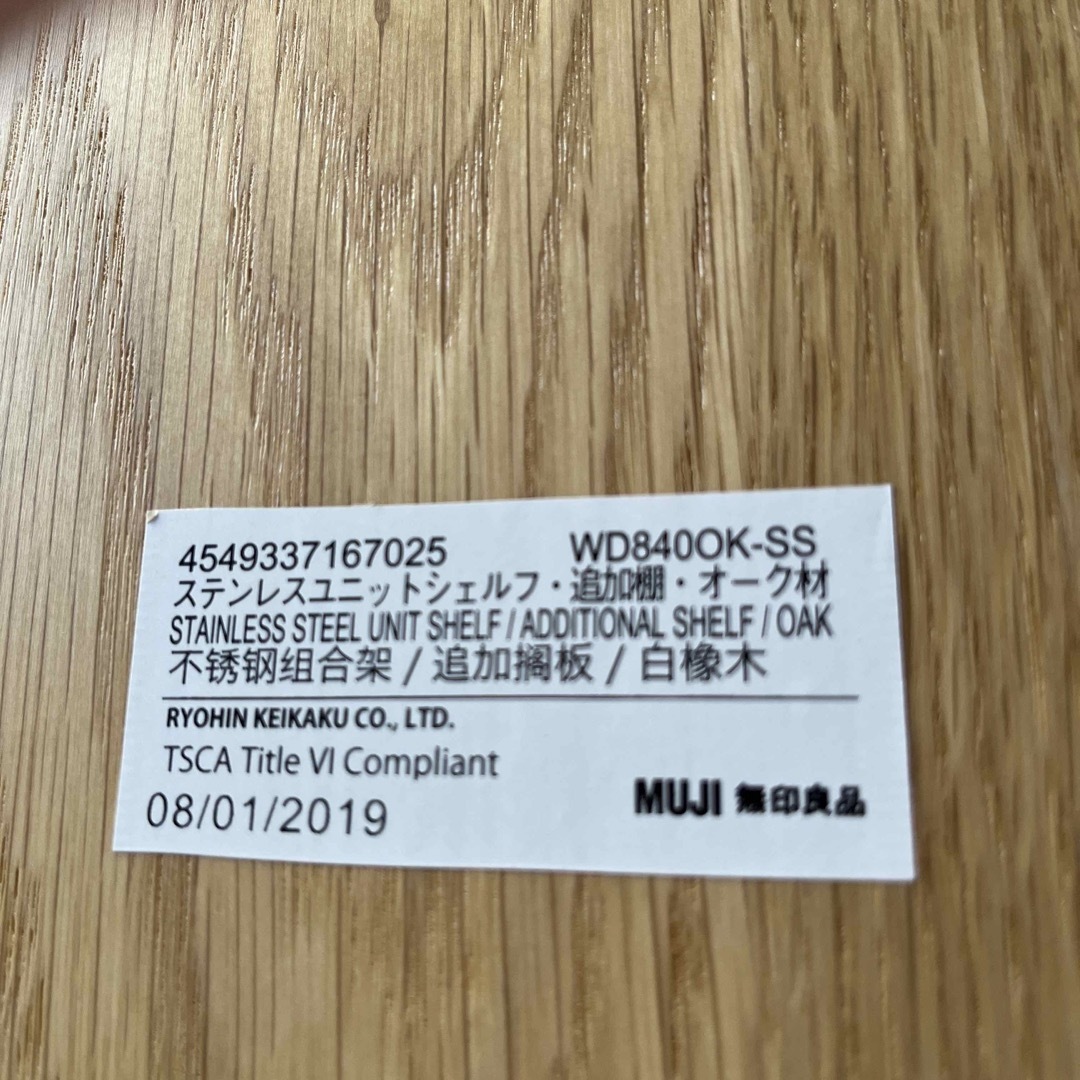 4549337167025 WD840OK-SS
ステンレスユニットシェルフ・追加棚・オーク材
STAINLESS STEEL UNIT SHELF / ADDITIONAL SHELF / OAK
不锈钢组合架 / 追加搁板 / 白橡木
RYOHIN KEIKAKU CO., LTD.
TSCA Title VI Compliant
08/01/2019
MUJI 無印良品